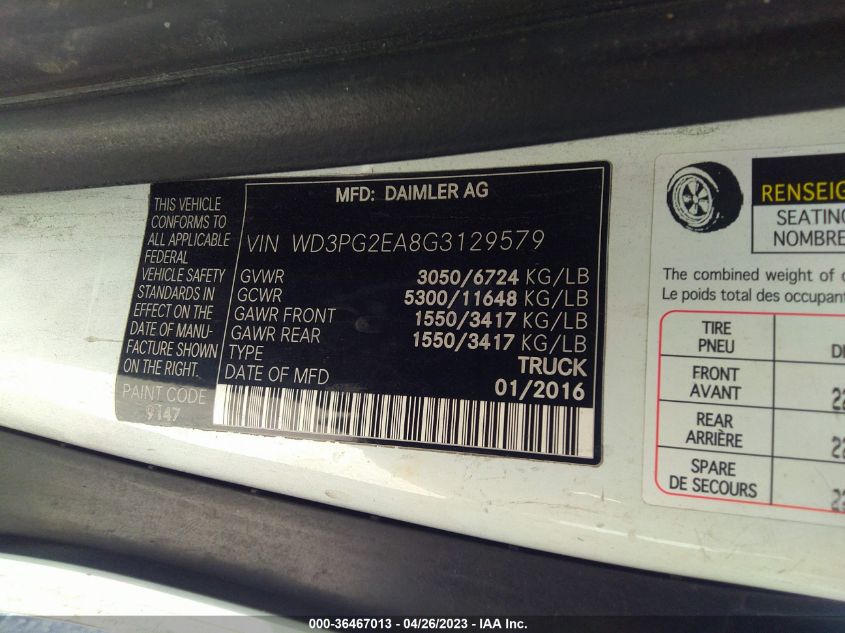 THIS VEHICLE
CONFORMS TO
ALL APPLICABLE
FEDERAL
VEHICLE SAFETY
STANDARDS IN
EFFECT ON THE
DATE OF MANU-
FACTURE SHOWN
ON THE RIGHT.
PAINT CODE
9147
MFD: DAIMLER AG
VIN WD3PG2EA8G3129579
GVWR 3050/6724 KG/LB
GCWR 5300/11648 KG/LB
GAWR FRONT 1550/3417 KG/LB
GAWR REAR 1550/3417 KG/LB
TYPE TRUCK
DATE OF MFD 01/2016
RENSEIG
SEATING
NOMBRE
The combined weight of
Le poids total des occupant
TIRE
PNEU
FRONT
AVANT
REAR
ARRIÈRE
SPARE
DE SECOURS
000-36467013 - 04/26/2023 - IAA Inc.